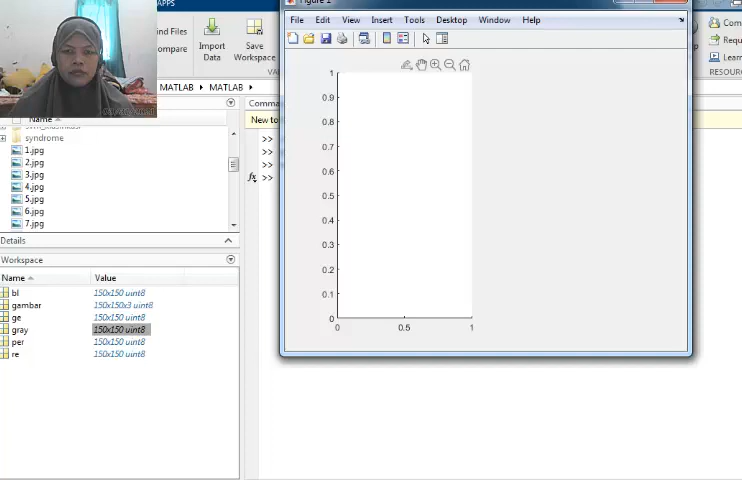 APPS
Figure 1
Find Files
Compare
Import
Data
Save
Workspace
File Edit View Insert Tools Desktop Window Help
MATLAB MATLAB
Name
syndrome
1.jpg
2.jpg
3.jpg
4.jpg
5.jpg
6.jpg
7.jpg
Details
Workspace
Name Value
bl 150x150 uint8
gambar 150x150x3 uint8
ge 150x150 uint8
gray 150x150 uint8
per 150x150 uint8
re 150x150 uint8
New to
>>
>>
>>
fx >>
1
0.9
0.8
0.7
0.6
0.5
0.4
0.3
0.2
0.1
0
0 0.5 1
Com
Requ
Learn
RESOUR